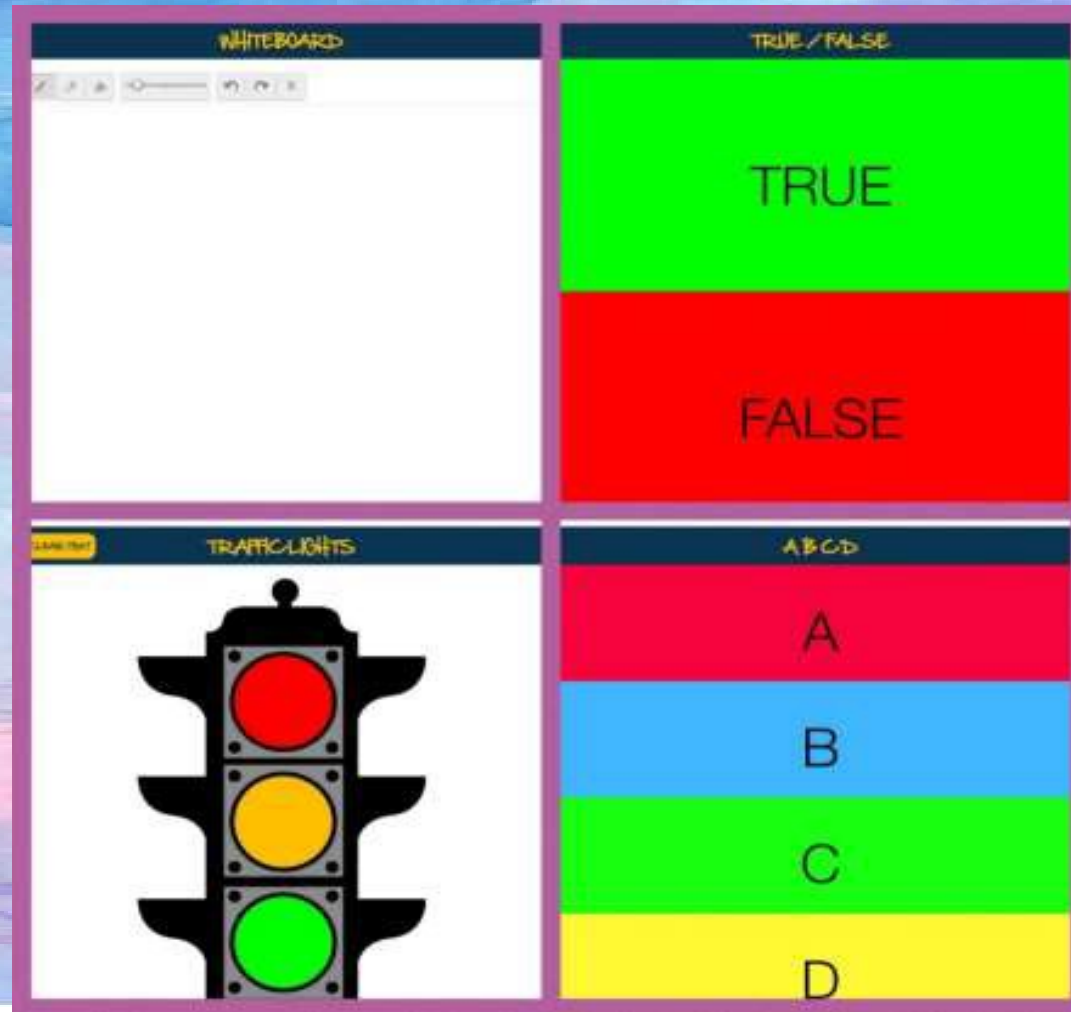 WHITEBOARD
TRUE / FALSE
TRUE
FALSE
TRAFFIC LIGHTS
A B C D
A
B
C
D